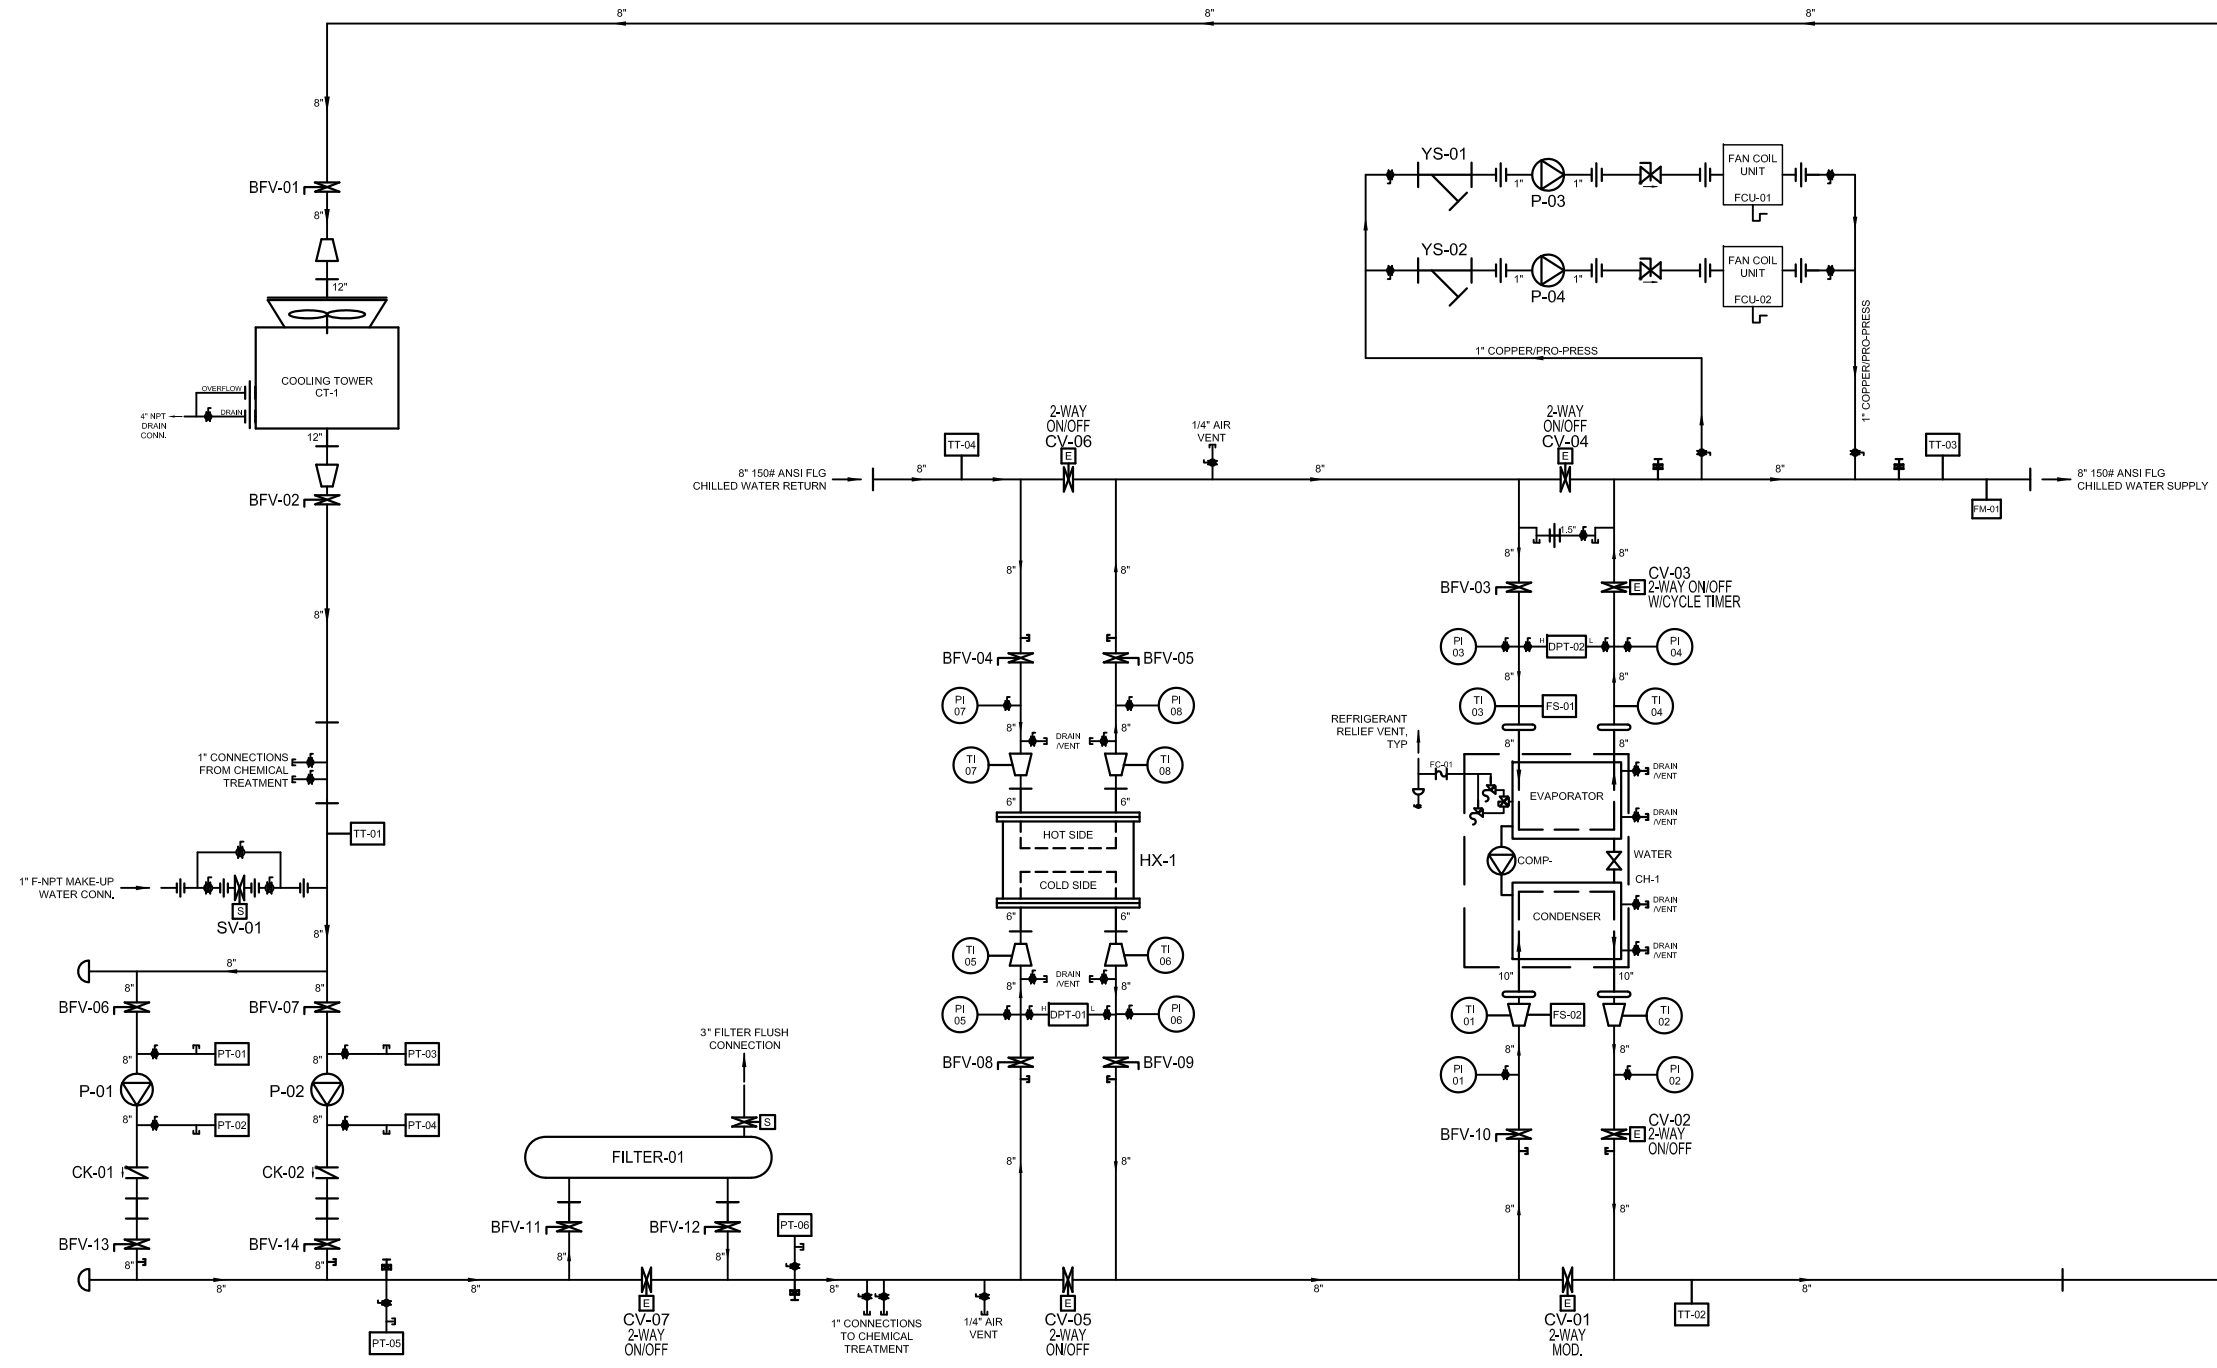 8"
8"
8"
8"
BFV-01
8"
12"
COOLING TOWER
CT-1
OVERFLOW
DRAIN
4" NPT
DRAIN
CONN.
12"
BFV-02
8"
1" CONNECTIONS
FROM CHEMICAL
TREATMENT
TT-01
1" F-NPT MAKE-UP
WATER CONN.
S
SV-01
8"
8"
8"
8"
BFV-06
BFV-07
8"
PT-01
8"
PT-03
P-01
P-02
8"
PT-02
8"
PT-04
CK-01
CK-02
BFV-13
BFV-14
8"
8"
8"
PT-05
8"
3" FILTER FLUSH
CONNECTION
S
FILTER-01
BFV-11
BFV-12
8"
8"
E
CV-07
2-WAY
ON/OFF
PT-06
8"
1" CONNECTIONS
TO CHEMICAL
TREATMENT
1/4" AIR
VENT
E
CV-05
2-WAY
ON/OFF
8"
8" 150# ANSI FLG
CHILLED WATER RETURN
8"
TT-04
2-WAY
ON/OFF
CV-06
E
1/4" AIR
VENT
8"
8"
8"
BFV-04
BFV-05
PI
07
PI
08
8"
8"
DRAIN
/VENT
TI
07
TI
08
6"
6"
HOT SIDE
HX-1
COLD SIDE
6"
6"
TI
05
TI
06
DRAIN
/VENT
8"
8"
PI
05
H
DPT-01
L
PI
06
BFV-08
BFV-09
8"
8"
YS-01
1"
P-03
1"
FAN COIL
UNIT
FCU-01
YS-02
1"
P-04
1"
FAN COIL
UNIT
FCU-02
1" COPPER/PRO-PRESS
1" COPPER/PRO-PRESS
2-WAY
ON/OFF
CV-04
E
8"
TT-03
FM-01
8" 150# ANSI FLG
CHILLED WATER SUPPLY
1.5"
8"
8"
BFV-03
E
CV-03
2-WAY ON/OFF
W/CYCLE TIMER
PI
03
H
DPT-02
L
PI
04
8"
8"
TI
03
FS-01
TI
04
REFRIGERANT
RELIEF VENT,
TYP
8"
8"
FC-01
EVAPORATOR
DRAIN
/VENT
DRAIN
/VENT
COMP-
WATER
CH-1
CONDENSER
DRAIN
/VENT
DRAIN
/VENT
10"
10"
TI
01
FS-02
TI
02
8"
8"
PI
01
PI
02
BFV-10
E
CV-02
2-WAY
ON/OFF
8"
8"
E
CV-01
2-WAY
MOD.
TT-02
8"